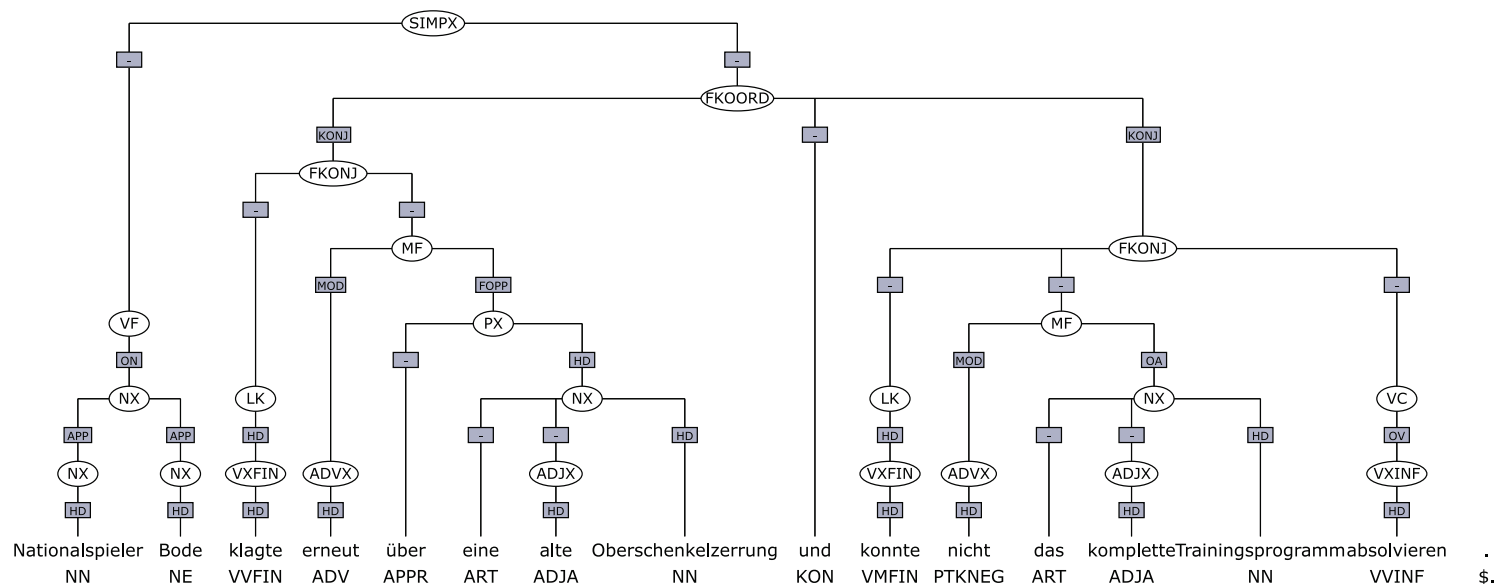 SIMPX
- -
FKOORD
KONJ - KONJ
FKONJ
- -
MF FKONJ
MOD FOPP - - -
VF PX MF
ON - HD MOD OA
NX LK NX LK NX VC
APP APP HD - - HD HD - - HD OV
NX NX VXFIN ADVX ADJX VXFIN ADVX ADJX VXINF
HD HD HD HD HD HD HD HD HD
Nationalspieler Bode klagte erneut über eine alte Oberschenkelzerrung und konnte nicht das komplette Trainingsprogramm absolvieren .
NN NE VVFIN ADV APPR ART ADJA NN KON VMFIN PTKNEG ART ADJA NN VVINF $.